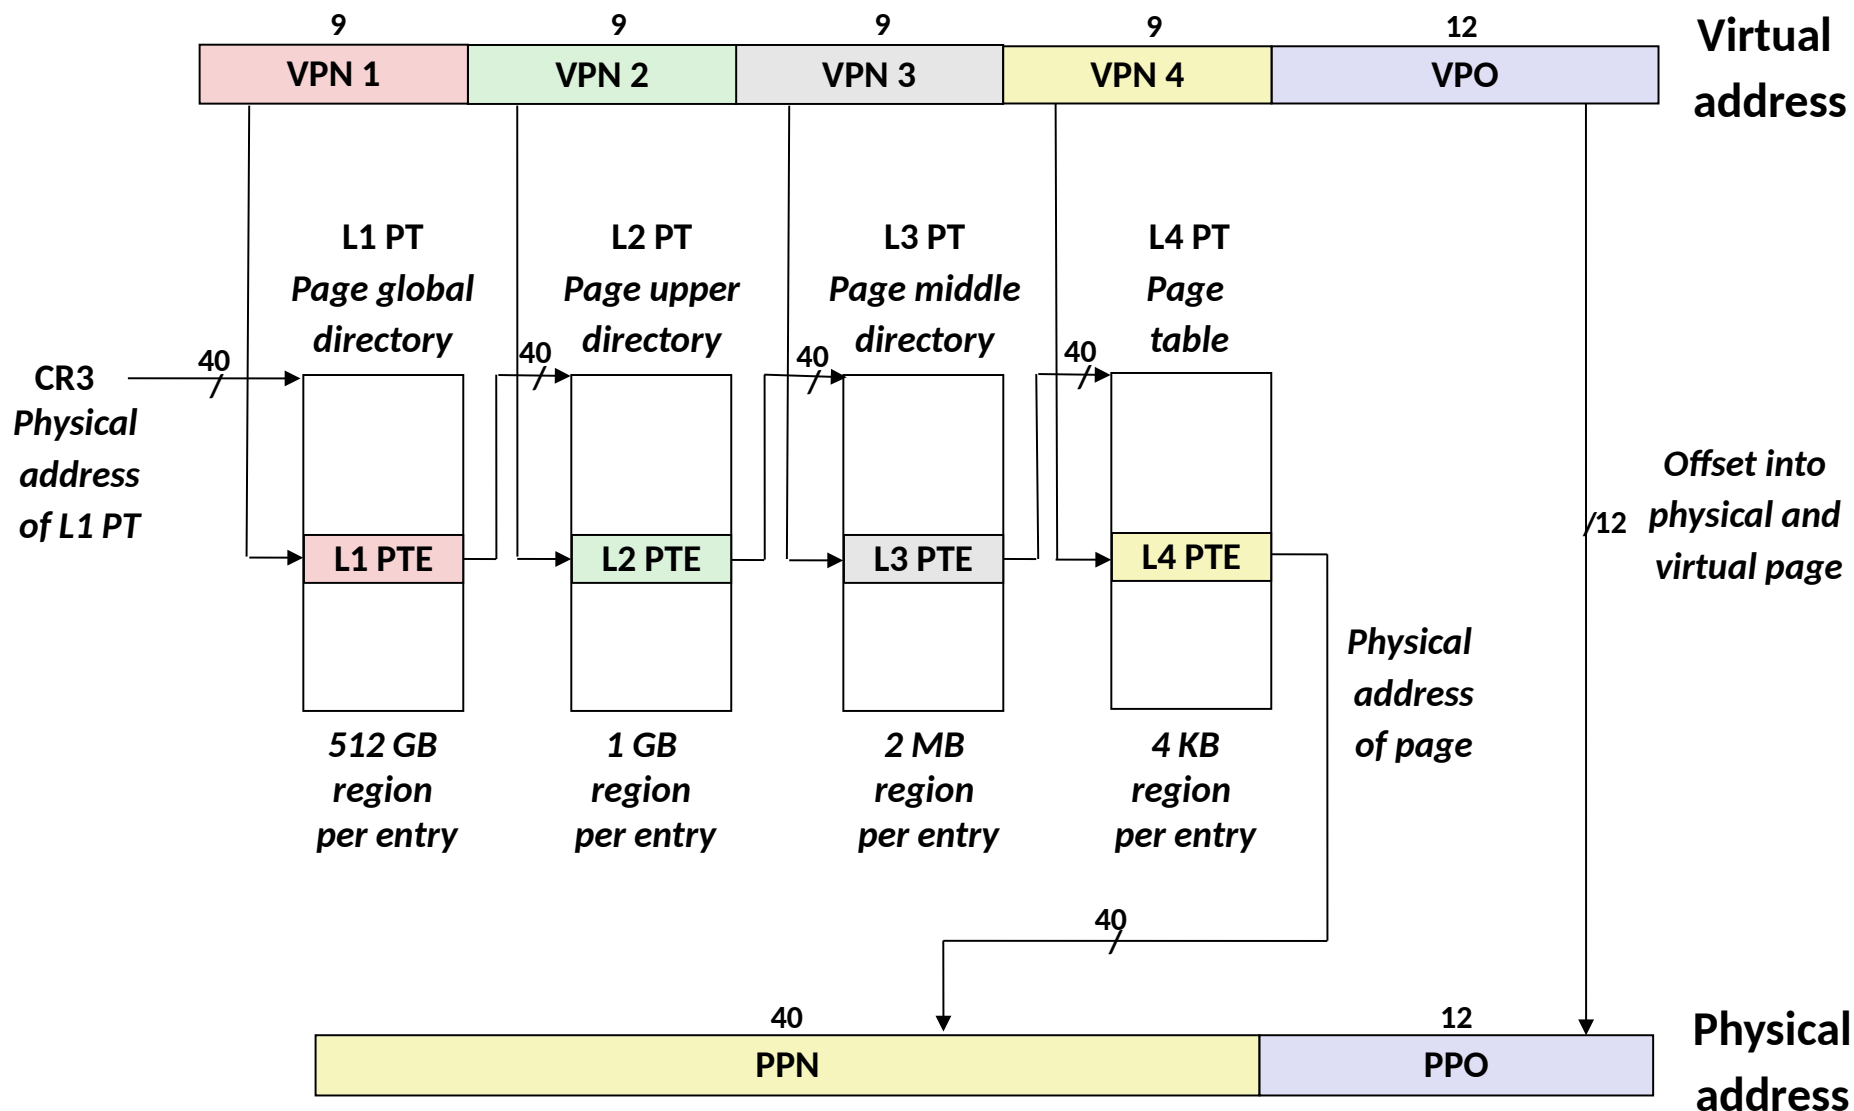 9
9
9
9
12
Virtual
address
VPN 1
VPN 2
VPN 3
VPN 4
VPO
L1 PT
Page global
directory
L2 PT
Page upper
directory
L3 PT
Page middle
directory
L4 PT
Page
table
CR3
Physical
address
of L1 PT
40
40
40
40
L1 PTE
L2 PTE
L3 PTE
L4 PTE
/12
Offset into
physical and
virtual page
512 GB
region
per entry
1 GB
region
per entry
2 MB
region
per entry
4 KB
region
per entry
Physical
address
of page
40
40
12
PPN
PPO
Physical
address